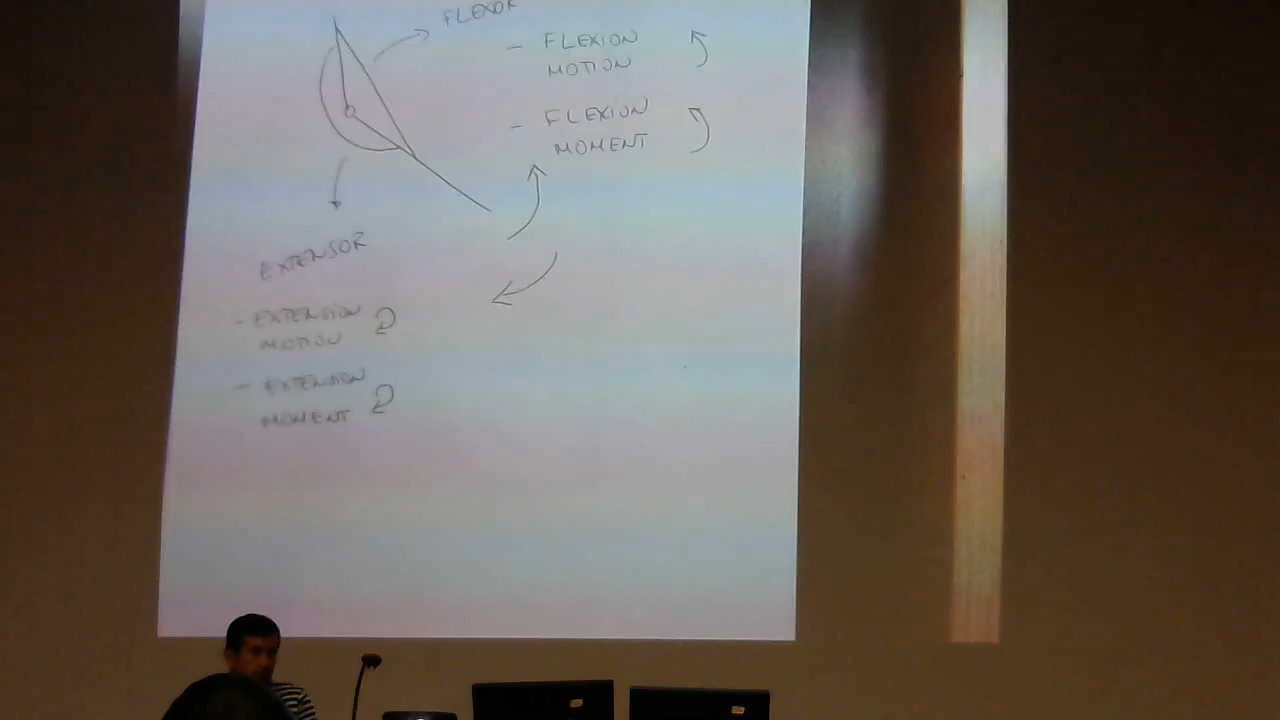 FLEXOR
- FLEXION
MOTION
- FLEXION
MOMENT
EXTENSOR
- EXTENSION
MOTION
- EXTENSION
MOMENT